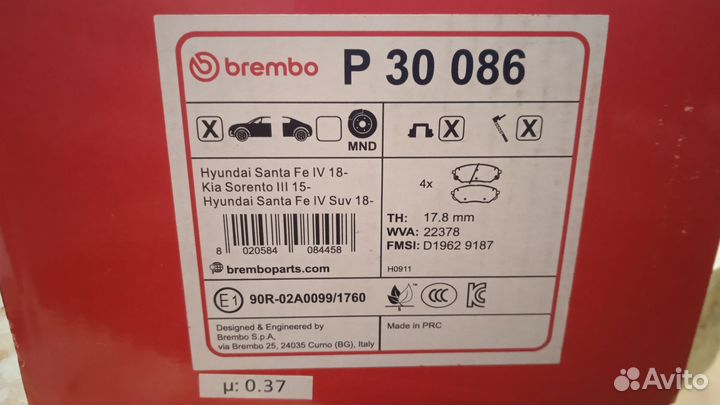 brembo P 30 086
X MND X X
Hyundai Santa Fe IV 18-
Kia Sorento III 15-
Hyundai Santa Fe IV Suv 18-
4x
8 020584 084458
TH: 17.8 mm
WVA: 22378
FMSI: D1962 9187
bremboparts.com
H0911
E1 90R-02A0099/1760
CCC KC
Designed & Engineered by
Brembo S.p.A,
via Brembo 25, 24035 Curno (BG), Italy
Made in PRC
µ: 0.37
Avito